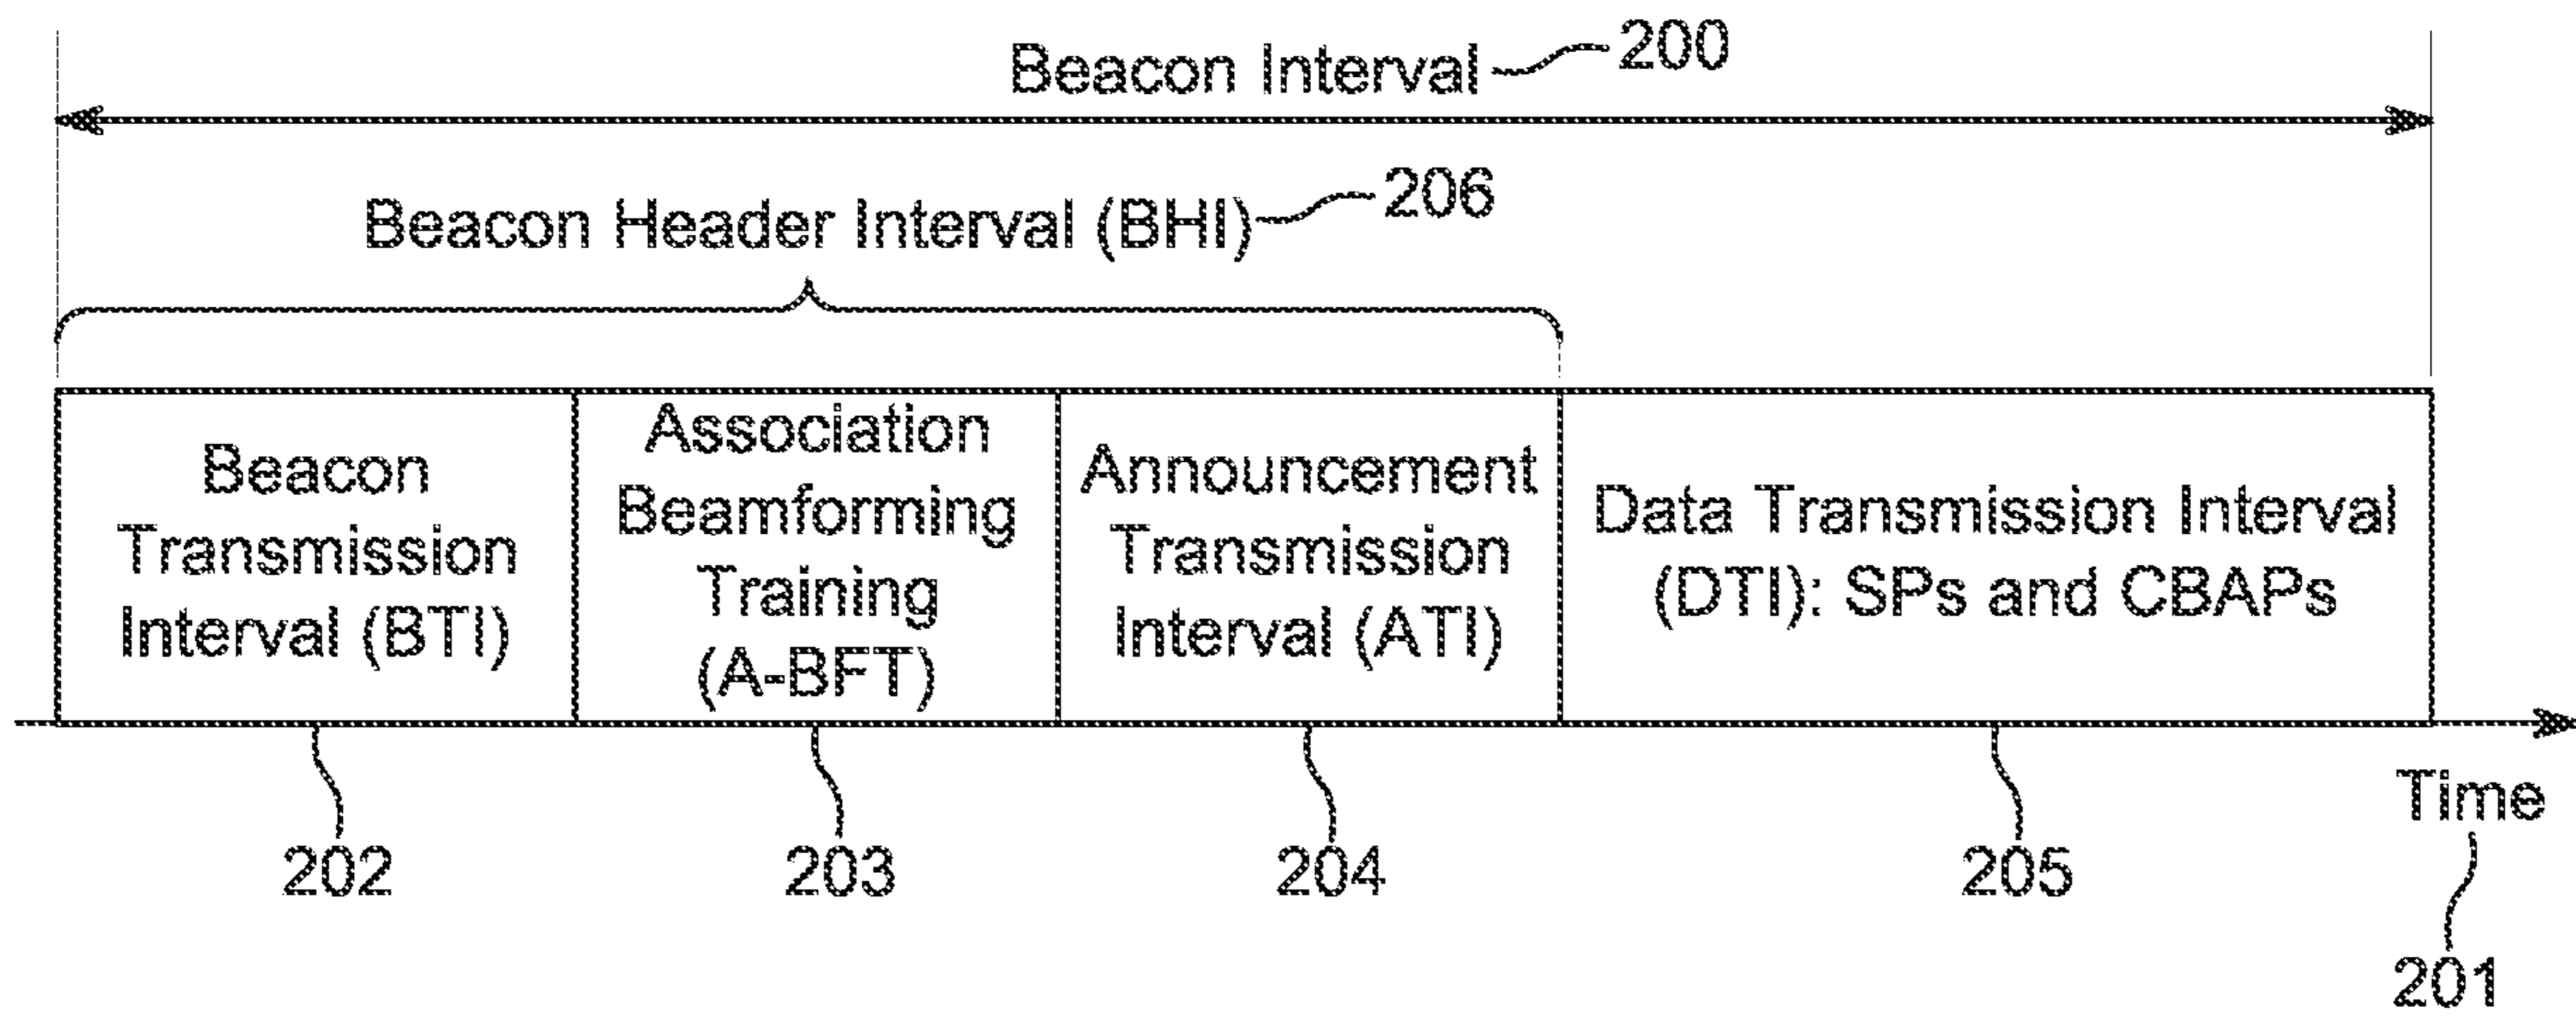 Beacon Interval 200
Beacon Header Interval (BHI) 206
Beacon
Transmission
Interval (BTI)
Association
Beamforming
Training
(A-BFT)
Announcement
Transmission
Interval (ATI)
Data Transmission Interval
(DTI): SPs and CBAPs
Time
202
203
204
205
201